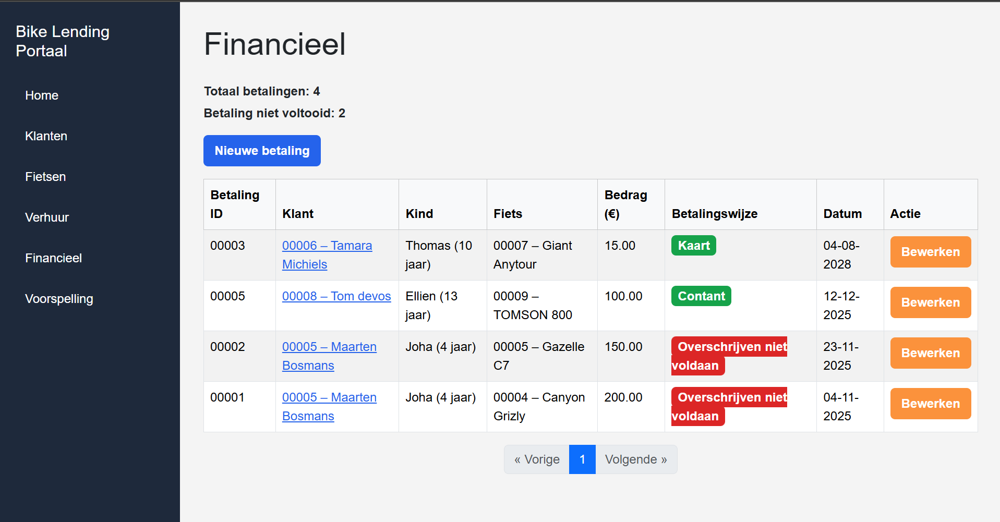 Bike Lending
Portaal
Home
Klanten
Fietsen
Verhuur
Financieel
Voorspelling
Financieel
Totaal betalingen: 4
Betaling niet voltooid: 2
Nieuwe betaling
Betaling ID Klant Kind Fiets Bedrag (€) Betalingswijze Datum Actie
00003 00006 – Tamara Michiels Thomas (10 jaar) 00007 – Giant Anytour 15.00 Kaart 04-08-2028 Bewerken
00005 00008 – Tom devos Ellien (13 jaar) 00009 – TOMSON 800 100.00 Contant 12-12-2025 Bewerken
00002 00005 – Maarten Bosmans Joha (4 jaar) 00005 – Gazelle C7 150.00 Overschrijven niet voldaan 23-11-2025 Bewerken
00001 00005 – Maarten Bosmans Joha (4 jaar) 00004 – Canyon Grizly 200.00 Overschrijven niet voldaan 04-11-2025 Bewerken
« Vorige 1 Volgende »